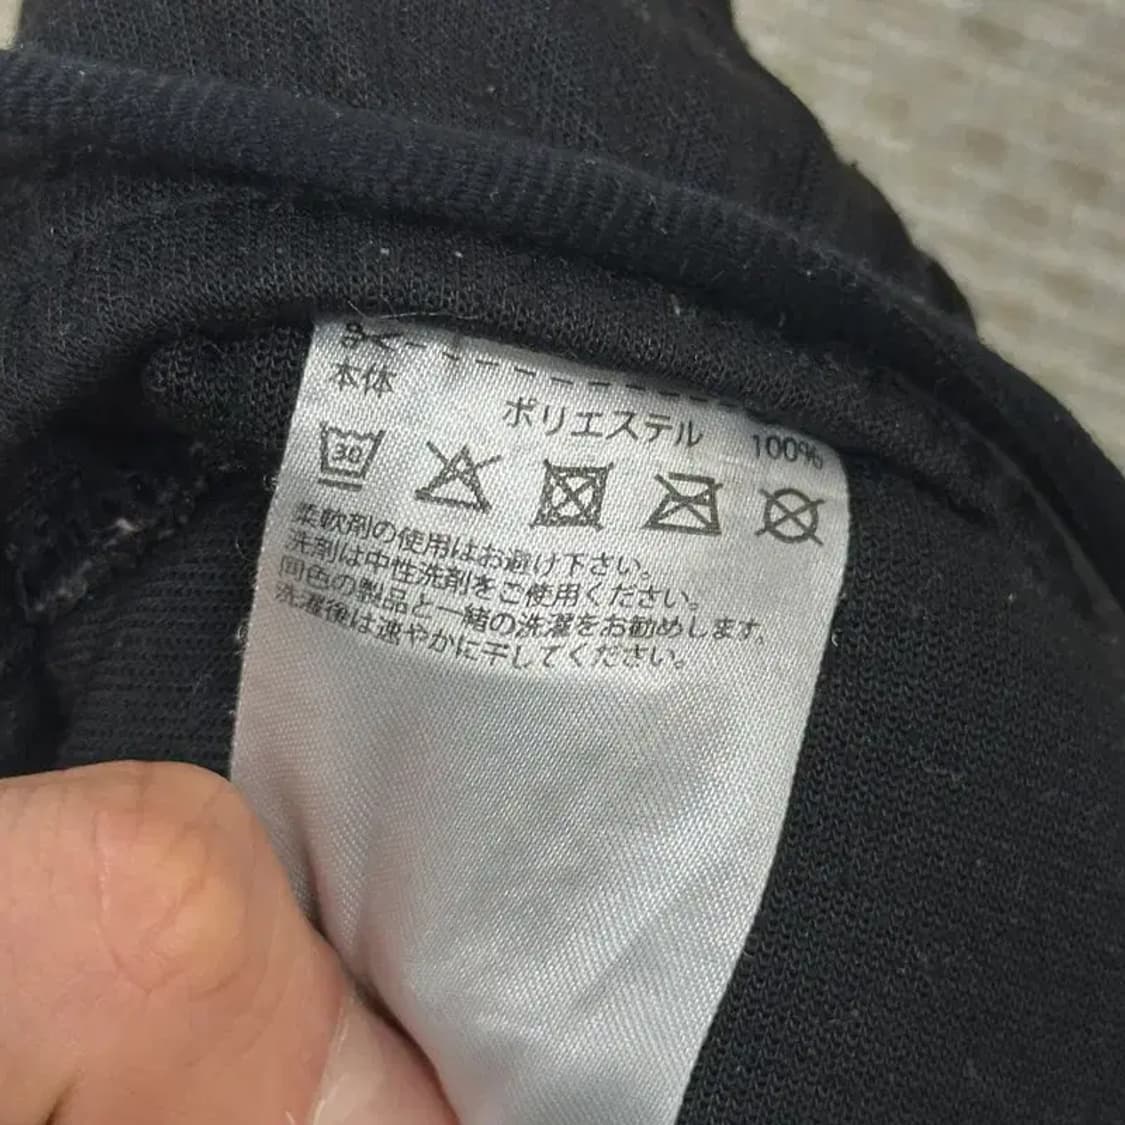 本体
ポリエステル 100%
30
柔軟剤の使用はお避け下さい。
洗剤は中性洗剤をご使用ください。
同色の製品と一緒の洗濯をお勧めします。
洗濯後は速やかに干してください。